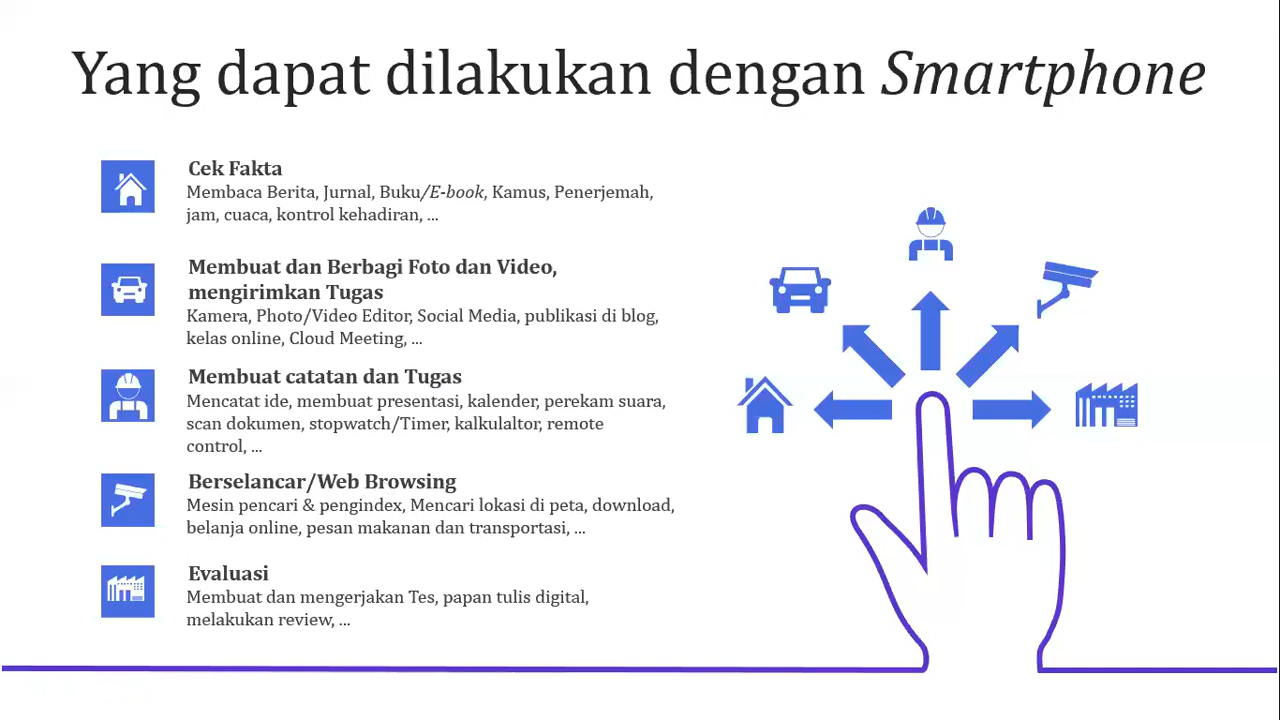 Yang dapat dilakukan dengan Smartphone
Cek Fakta
Membaca Berita, Jurnal, Buku/E-book, Kamus, Penerjemah,
jam, cuaca, kontrol kehadiran, ...
Membuat dan Berbagi Foto dan Video,
mengirimkan Tugas
Kamera, Photo/Video Editor, Social Media, publikasi di blog,
kelas online, Cloud Meeting, ...
Membuat catatan dan Tugas
Mencatat ide, membuat presentasi, kalender, perekam suara,
scan dokumen, stopwatch/Timer, kalkulaltor, remote
control, ...
Berselancar/Web Browsing
Mesin pencari & pengindex, Mencari lokasi di peta, download,
belanja online, pesan makanan dan transportasi, ...
Evaluasi
Membuat dan mengerjakan Tes, papan tulis digital,
melakukan review, ...